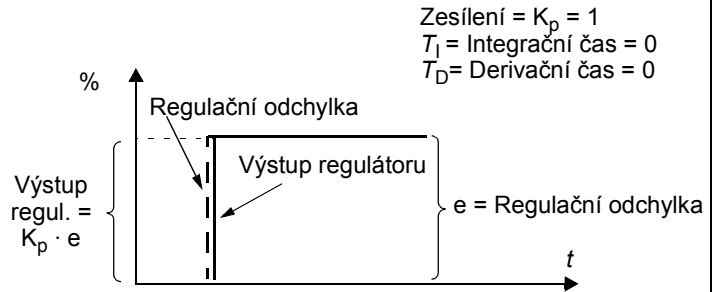 Zesílení = Kp = 1
TI = Integrační čas = 0
TD= Derivační čas = 0
%
Regulační odchylka
Výstup regulátoru
Výstup
regul. =
Kp · e
e = Regulační odchylka
t